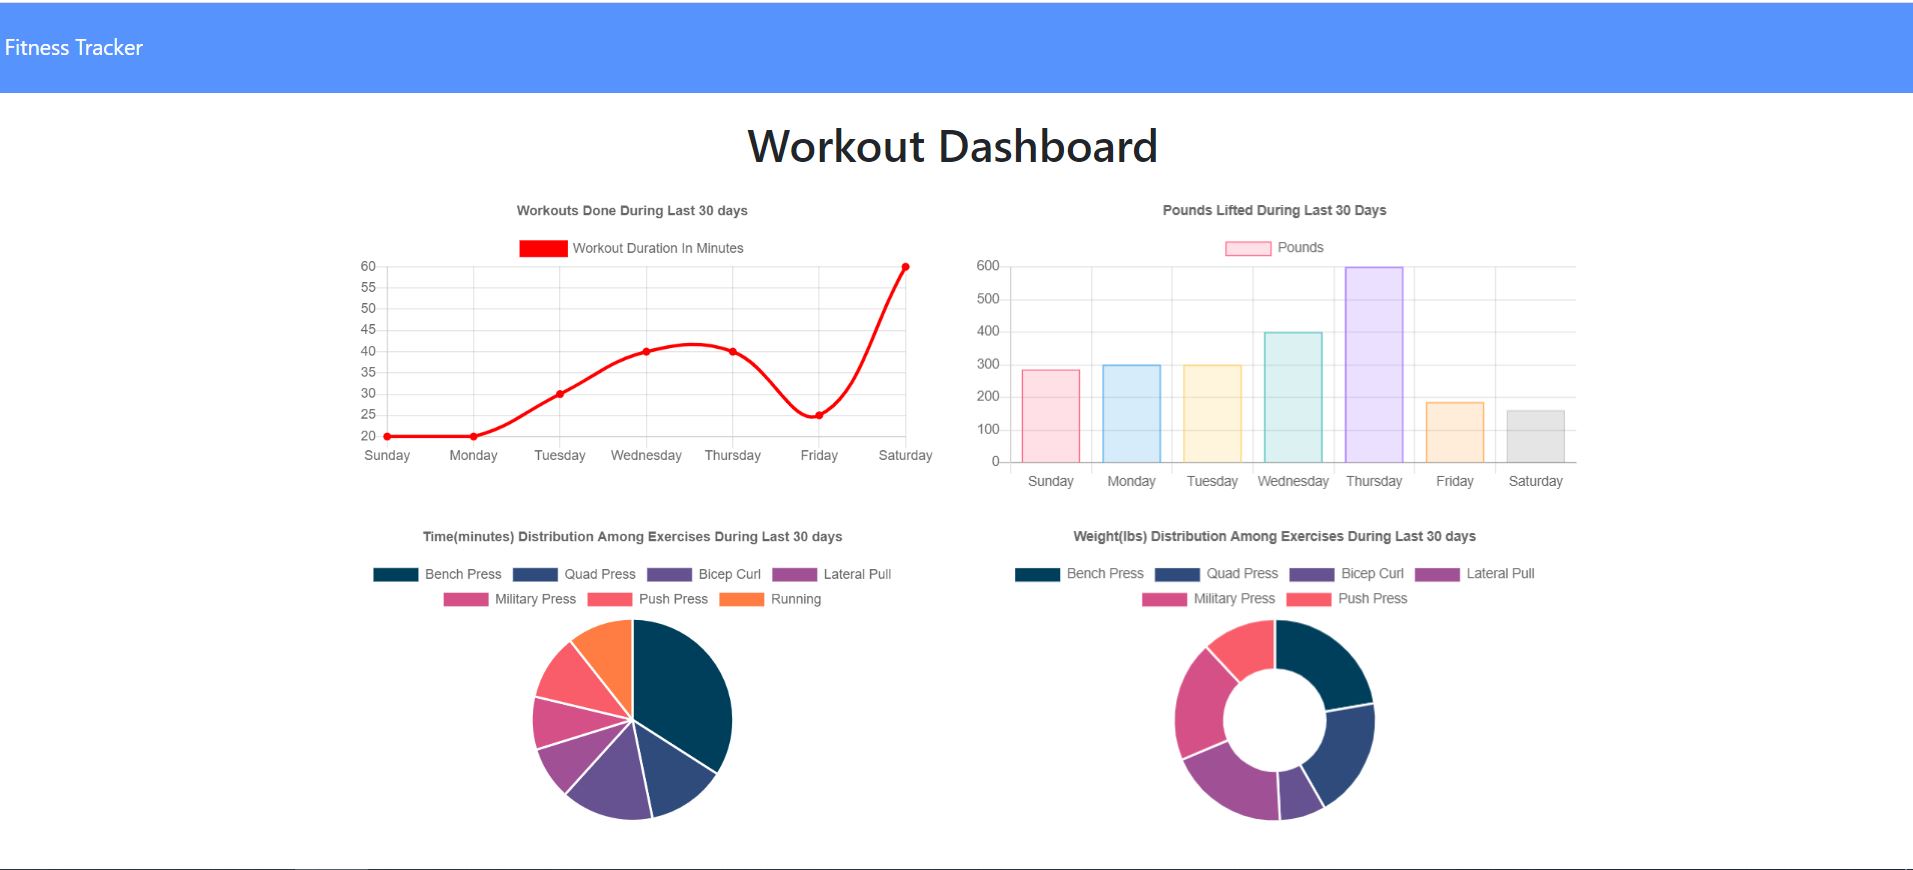 Fitness Tracker
Workout Dashboard
Workouts Done During Last 30 days
Workout Duration In Minutes
60
55
50
45
40
35
30
25
20
Sunday Monday Tuesday Wednesday Thursday Friday Saturday
Pounds Lifted During Last 30 Days
Pounds
600
500
400
300
200
100
0
Sunday Monday Tuesday Wednesday Thursday Friday Saturday
Time(minutes) Distribution Among Exercises During Last 30 days
Bench Press Quad Press Bicep Curl Lateral Pull
Military Press Push Press Running
Weight(lbs) Distribution Among Exercises During Last 30 days
Bench Press Quad Press Bicep Curl Lateral Pull
Military Press Push Press